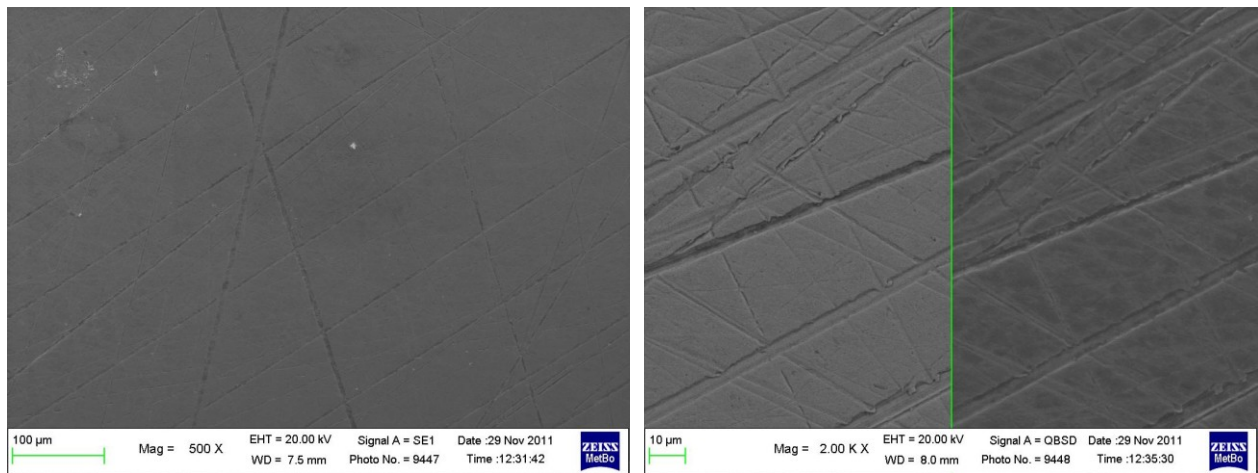 100 µm
Mag = 500 X
EHT = 20.00 kV
WD = 7.5 mm
Signal A = SE1
Photo No. = 9447
Date :29 Nov 2011
Time :12:31:42
ZEISS
MetBo
10 µm
Mag = 2.00 K X
EHT = 20.00 kV
WD = 8.0 mm
Signal A = QBSD
Photo No. = 9448
Date :29 Nov 2011
Time :12:35:30
ZEISS
MetBo